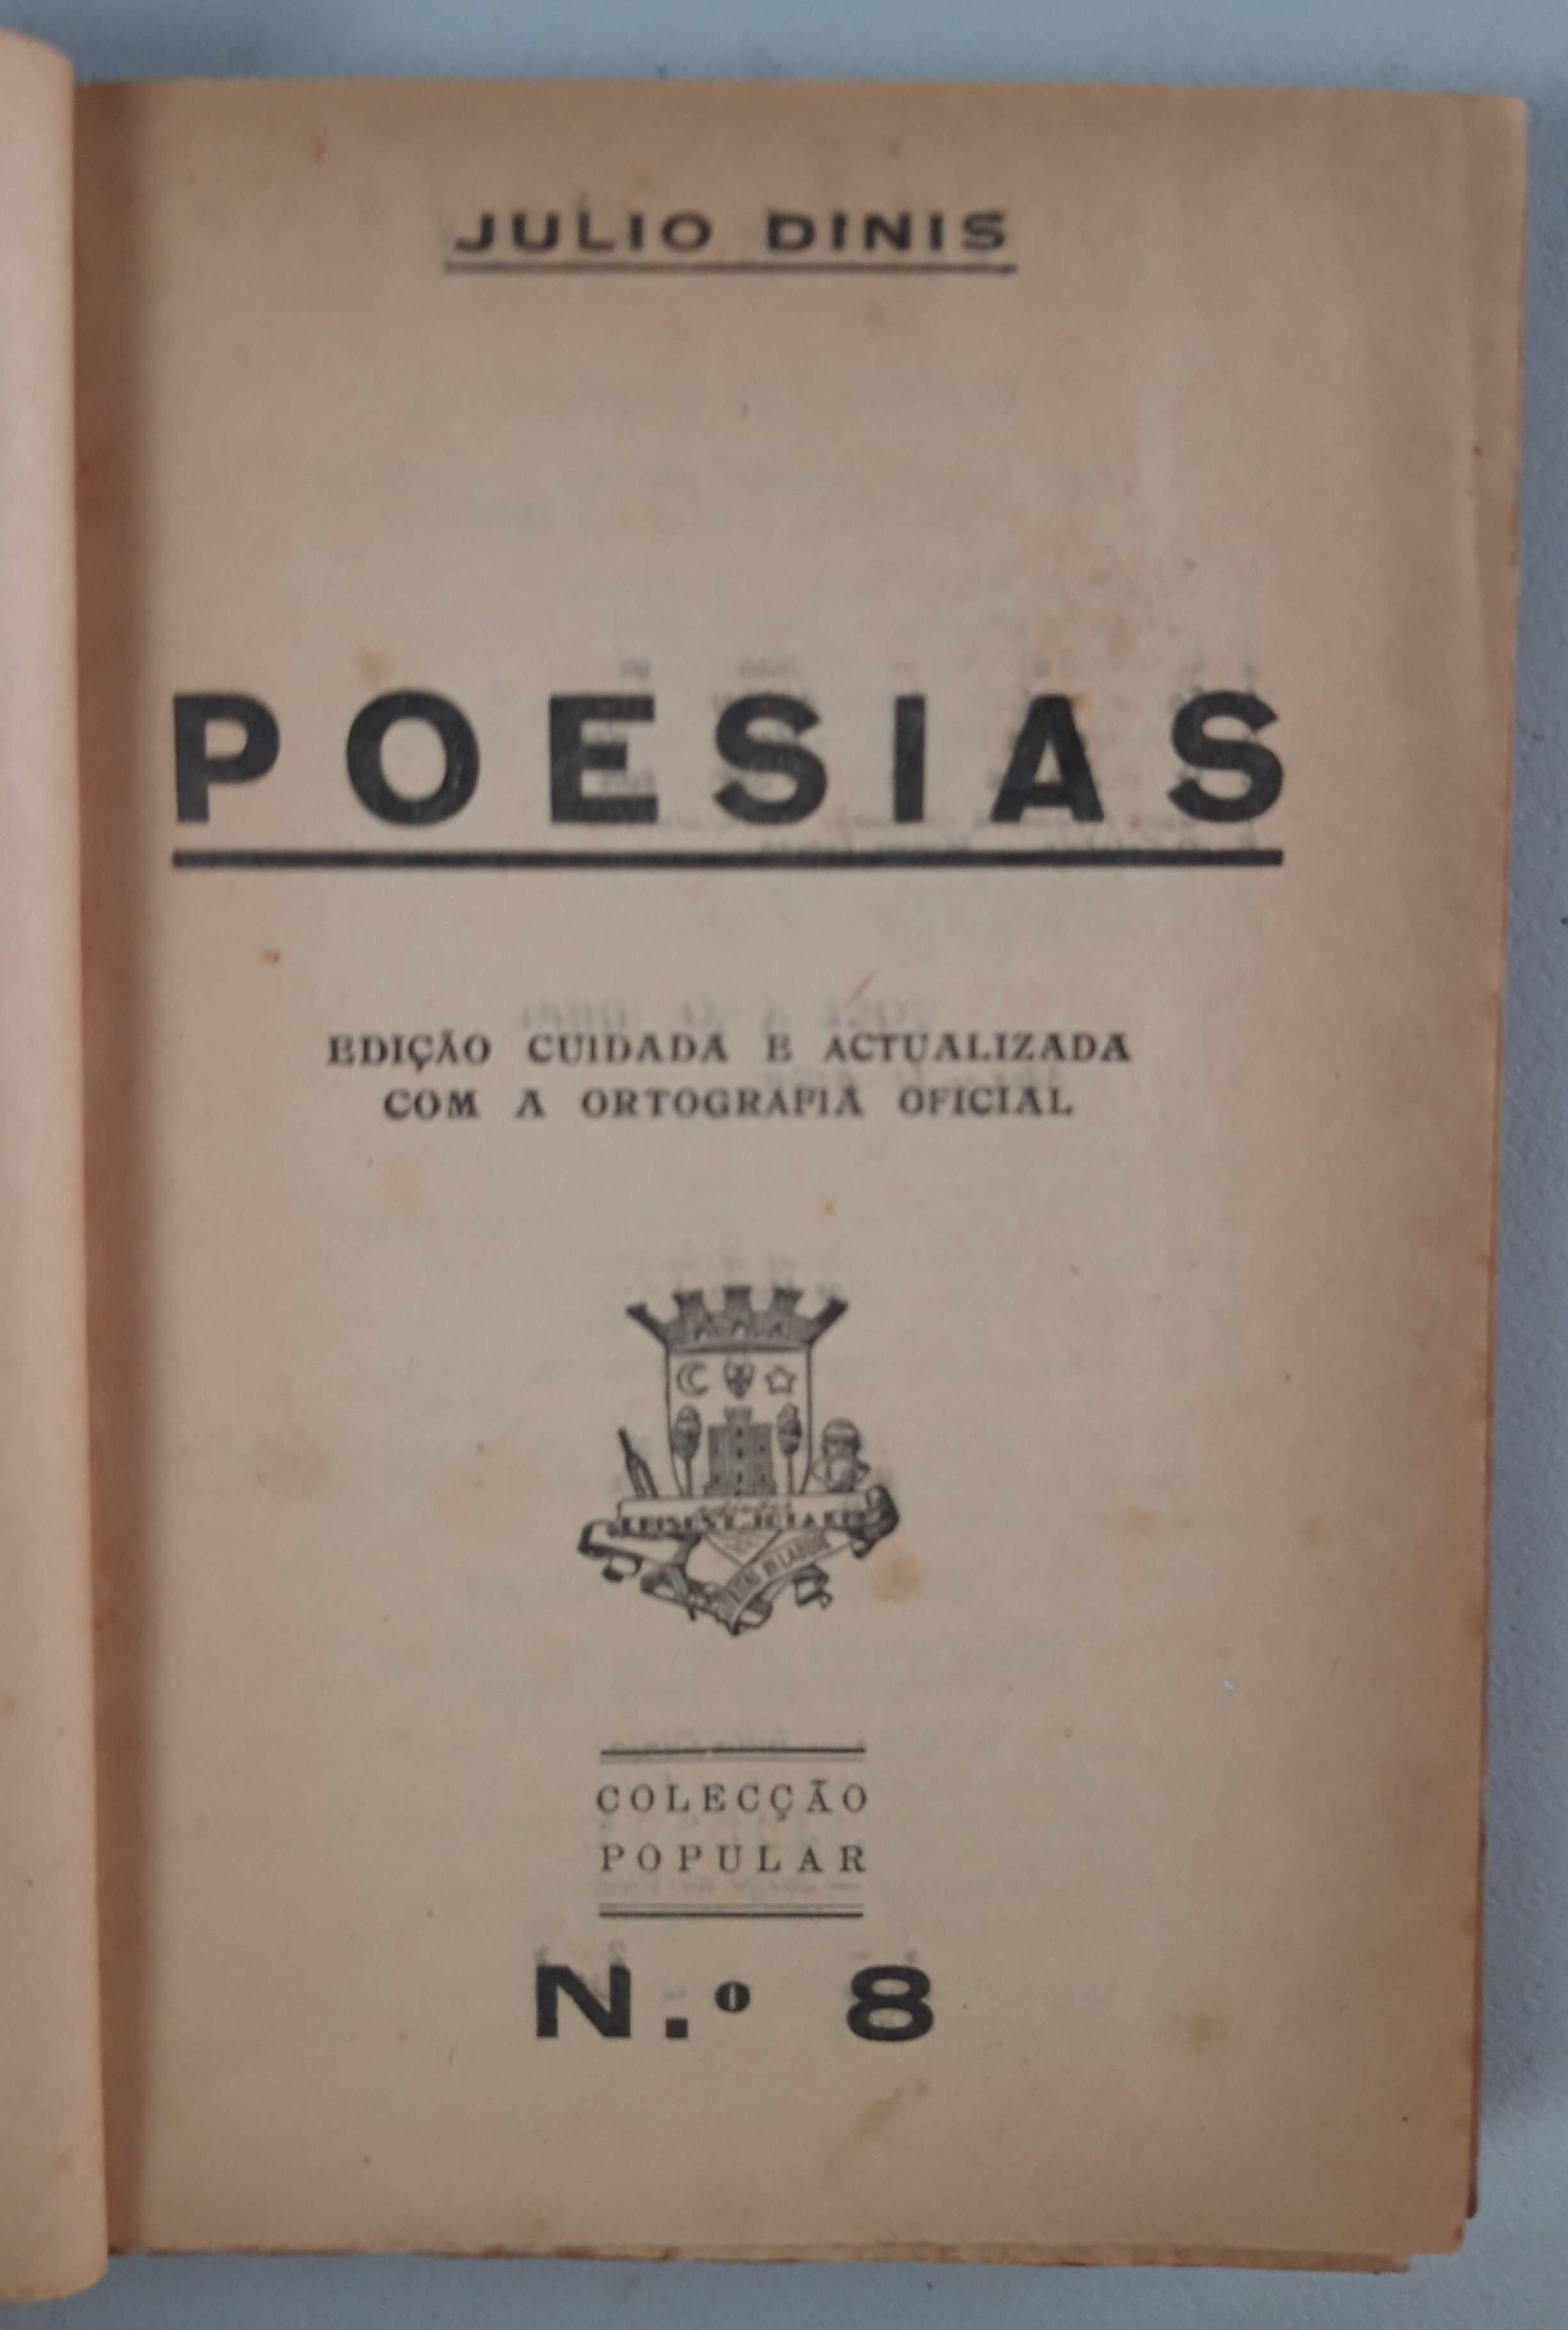 JULIO DINIS
POESIAS
EDIÇÃO CUIDADA E ACTUALIZADA
COM A ORTOGRAFIA OFICIAL
COLECÇÃO
POPULAR
N.º 8